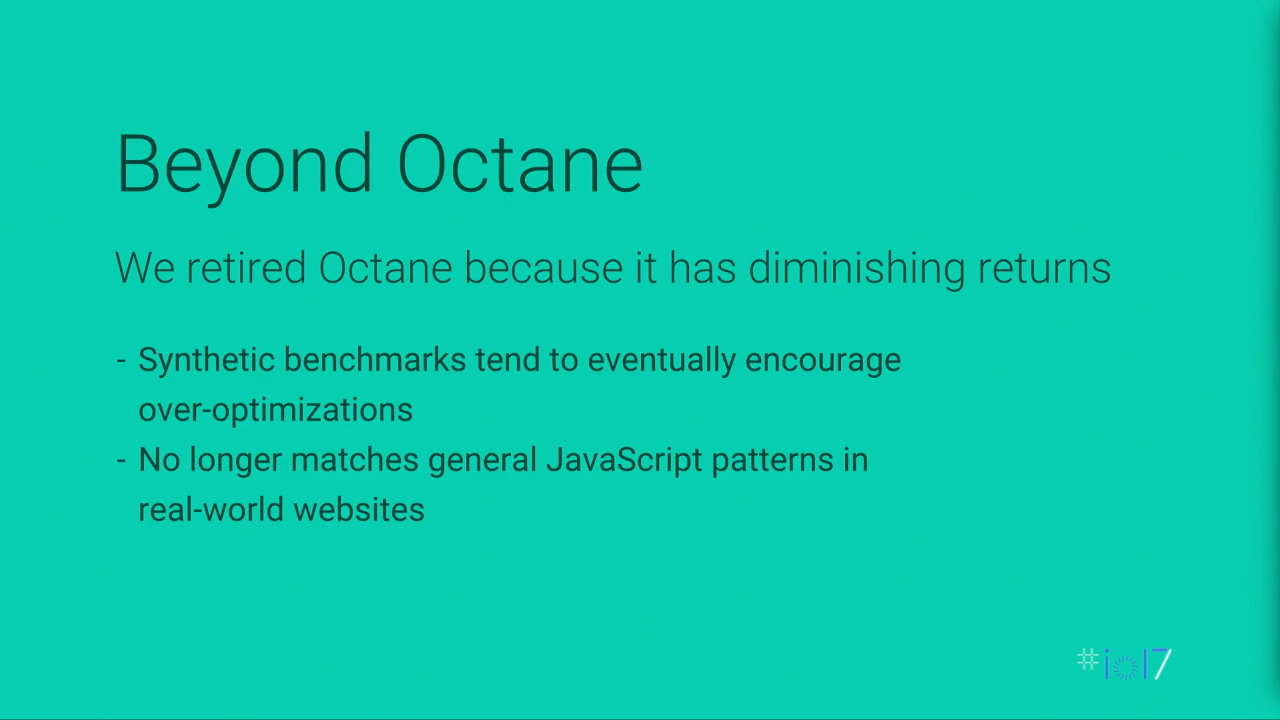 Beyond Octane
We retired Octane because it has diminishing returns
- Synthetic benchmarks tend to eventually encourage
over-optimizations
- No longer matches general JavaScript patterns in
real-world websites
#io17